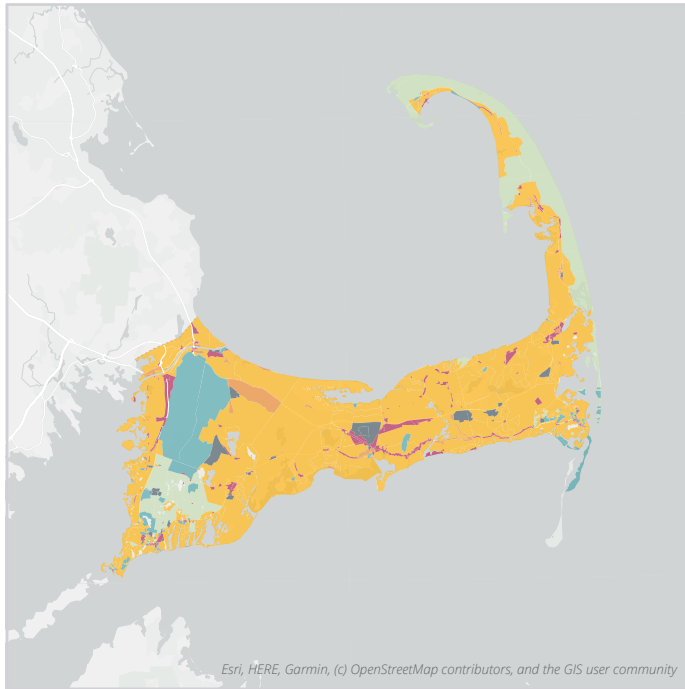 Esri, HERE, Garmin, (c) OpenStreetMap contributors, and the GIS user community